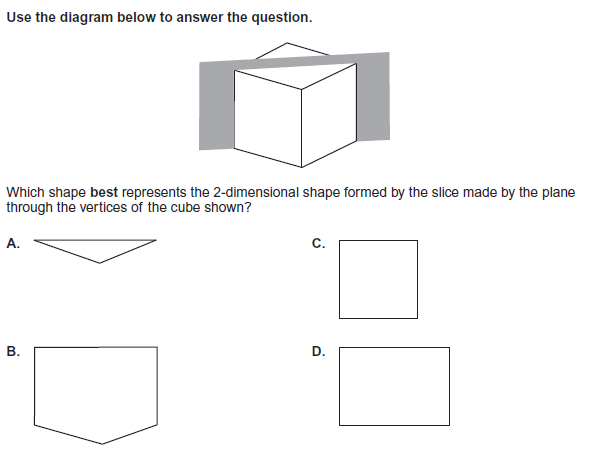 Use the diagram below to answer the question.
Which shape best represents the 2-dimensional shape formed by the slice made by the plane
through the vertices of the cube shown?
A.
C.
B.
D.